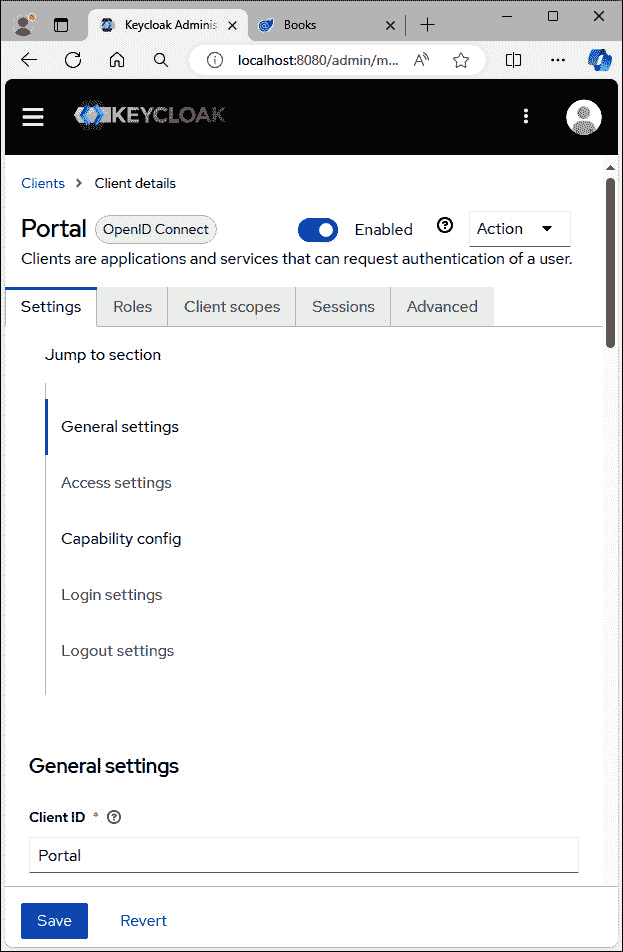 Keycloak Adminis
Books
localhost:8080/admin/m...
KEYCLOAK
Clients > Client details
Portal OpenID Connect Enabled Action
Clients are applications and services that can request authentication of a user.
Settings Roles Client scopes Sessions Advanced
Jump to section
General settings
Access settings
Capability config
Login settings
Logout settings
General settings
Client ID *
Portal
Save Revert